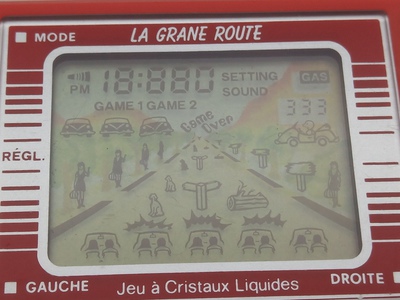 MODE LA GRANE ROUTE
18:880 SETTING GAS
PM SOUND
GAME 1 GAME 2 333
Game Over
RÉGL.
GAUCHE Jeu à Cristaux Liquides DROITE